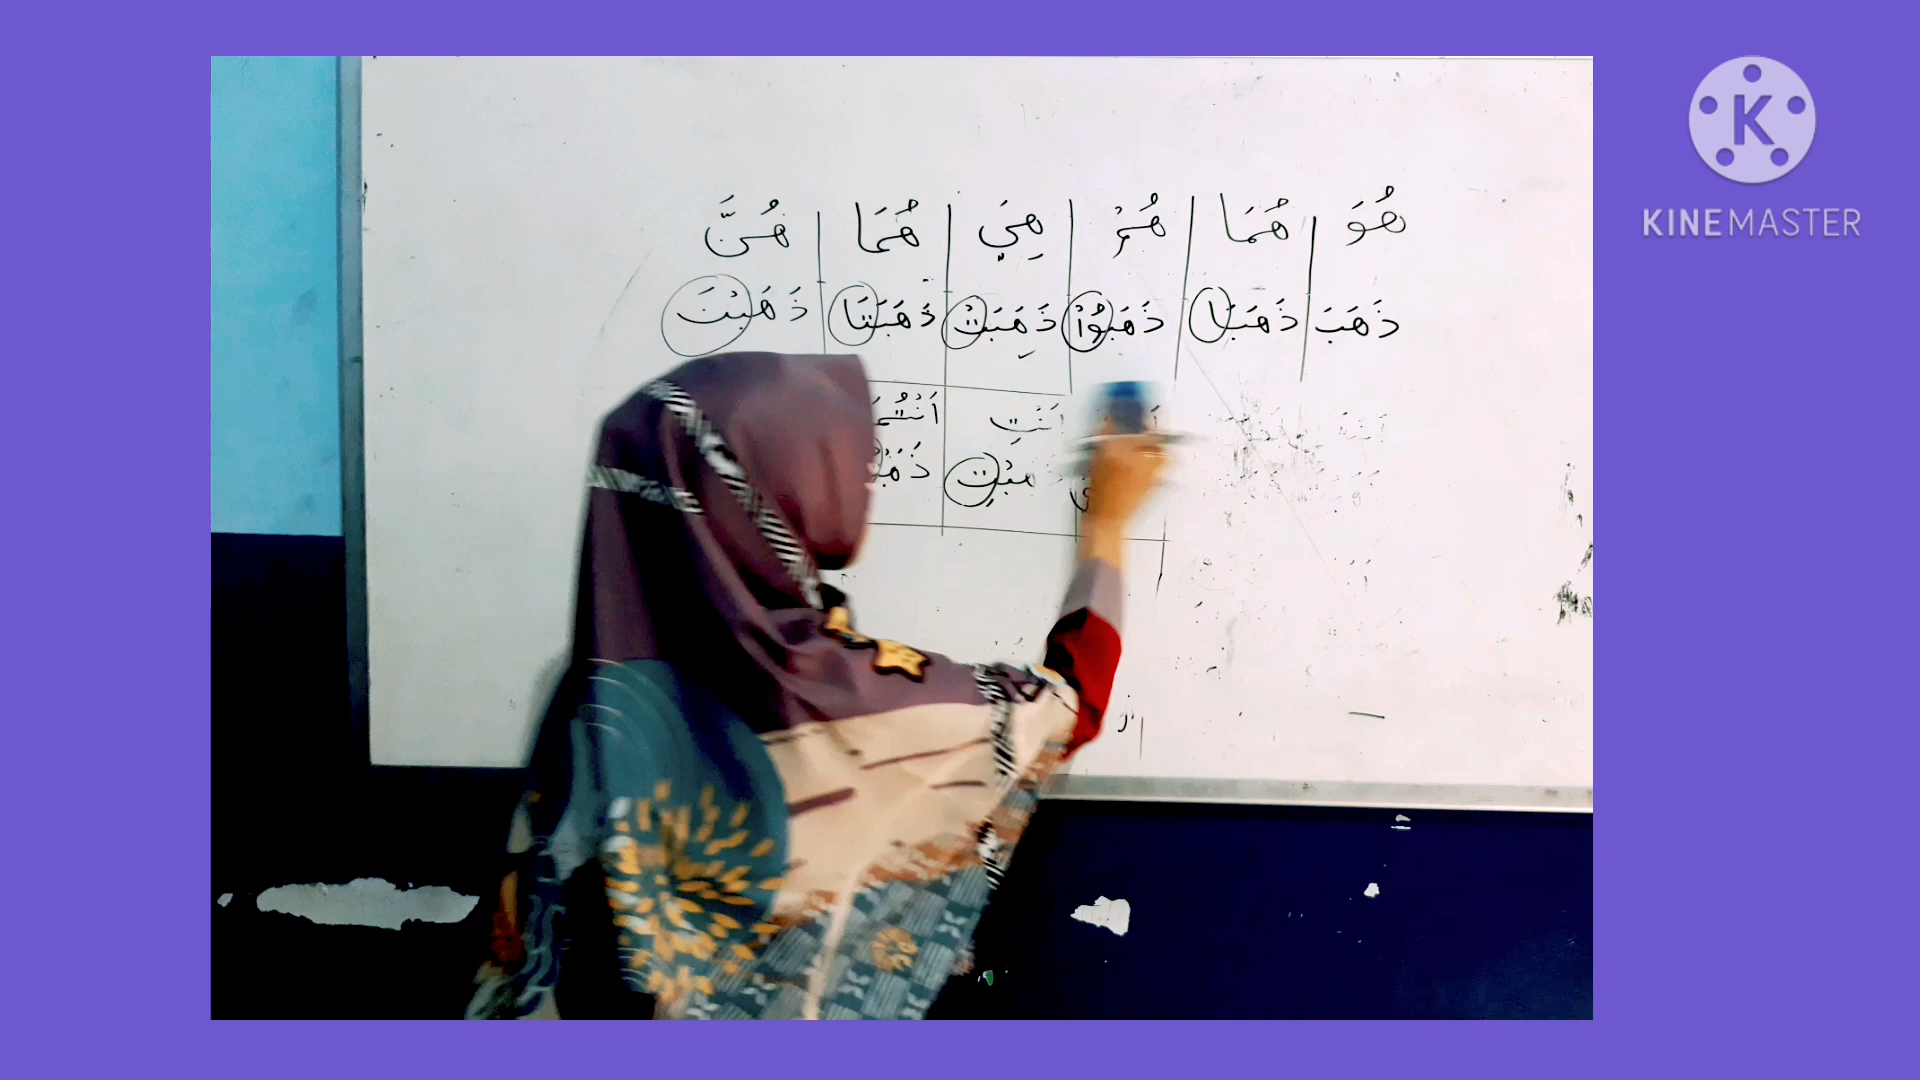 هُوَ هُمَا هُمْ هِيَ هُمَا هُنَّ
ذَهَبَ ذَهَبَا ذَهَبُوْا ذَهِبَتْ ذَهَبَتَا ذَهَبْنَ
اَنْتِ
KINEMASTER